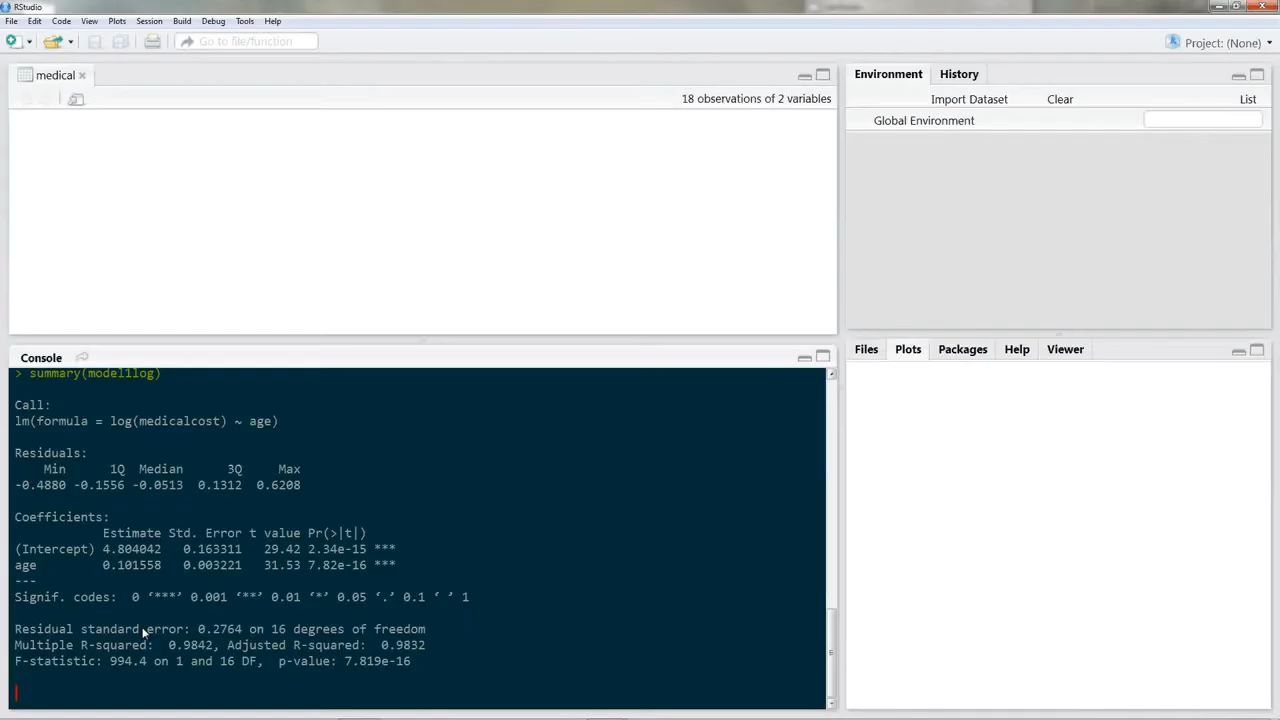 RStudio
File Edit Code View Plots Session Build Debug Tools Help
Go to file/function
Project: (None)
medical
18 observations of 2 variables
Environment History
Import Dataset Clear List
Global Environment
Files Plots Packages Help Viewer
Console
> summary(model1log)
Call:
lm(formula = log(medicalcost) ~ age)
Residuals:
Min 1Q Median 3Q Max
-0.4880 -0.1556 -0.0513 0.1312 0.6208
Coefficients:
Estimate Std. Error t value Pr(>|t|)
(Intercept) 4.804042 0.163311 29.42 2.34e-15 ***
age 0.101558 0.003221 31.53 7.82e-16 ***
---
Signif. codes: 0 ‘***’ 0.001 ‘**’ 0.01 ‘*’ 0.05 ‘.’ 0.1 ‘ ’ 1
Residual standard error: 0.2764 on 16 degrees of freedom
Multiple R-squared: 0.9842, Adjusted R-squared: 0.9832
F-statistic: 994.4 on 1 and 16 DF, p-value: 7.819e-16